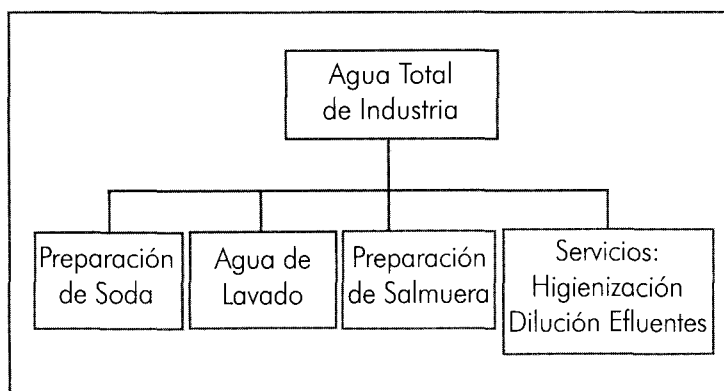 Agua Total
de Industria
Preparación
de Soda
Agua de
Lavado
Preparación
de Salmuera
Servicios:
Higienización
Dilución Efluentes